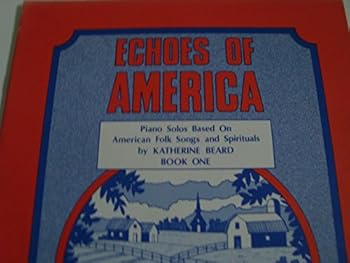 ECHOES OF
AMERICA
Piano Solos Based On
American Folk Songs and Spirituals
by KATHERINE BEARD
BOOK ONE